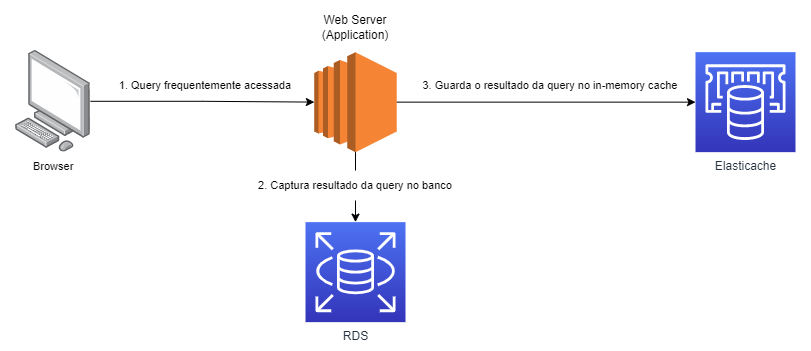 Web Server
(Application)
1. Query frequentemente acessada
3. Guarda o resultado da query no in-memory cache
Browser
Elasticache
2. Captura resultado da query no banco
RDS